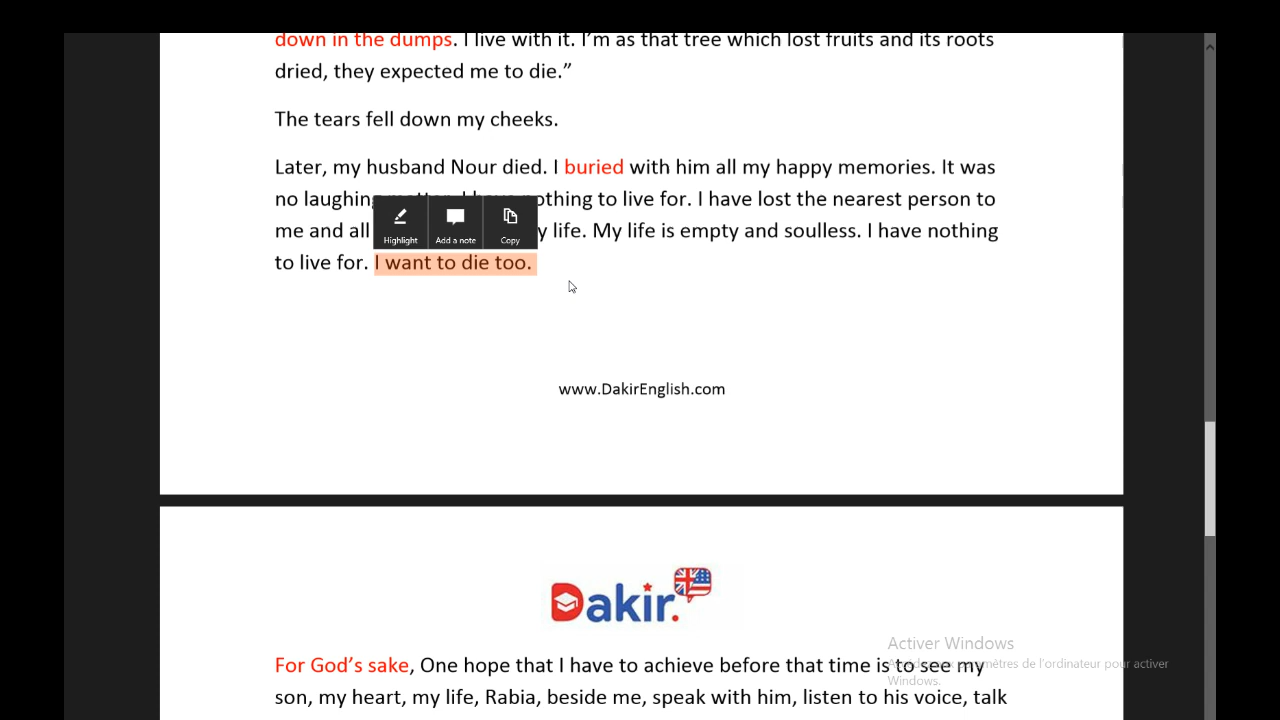 down in the dumps. I live with it. I'm as that tree which lost fruits and its roots
dried, they expected me to die.”
The tears fell down my cheeks.
Later, my husband Nour died. I buried with him all my happy memories. It was
no laughing nothing to live for. I have lost the nearest person to
me and all life. My life is empty and soulless. I have nothing
to live for. I want to die too.
Highlight
Add a note
Copy
www.DakirEnglish.com
Dakir.
For God's sake, One hope that I have to achieve before that time is to see my
son, my heart, my life, Rabia, beside me, speak with him, listen to his voice, talk
Activer Windows
paramètres de l'ordinateur pour activer
Windows.